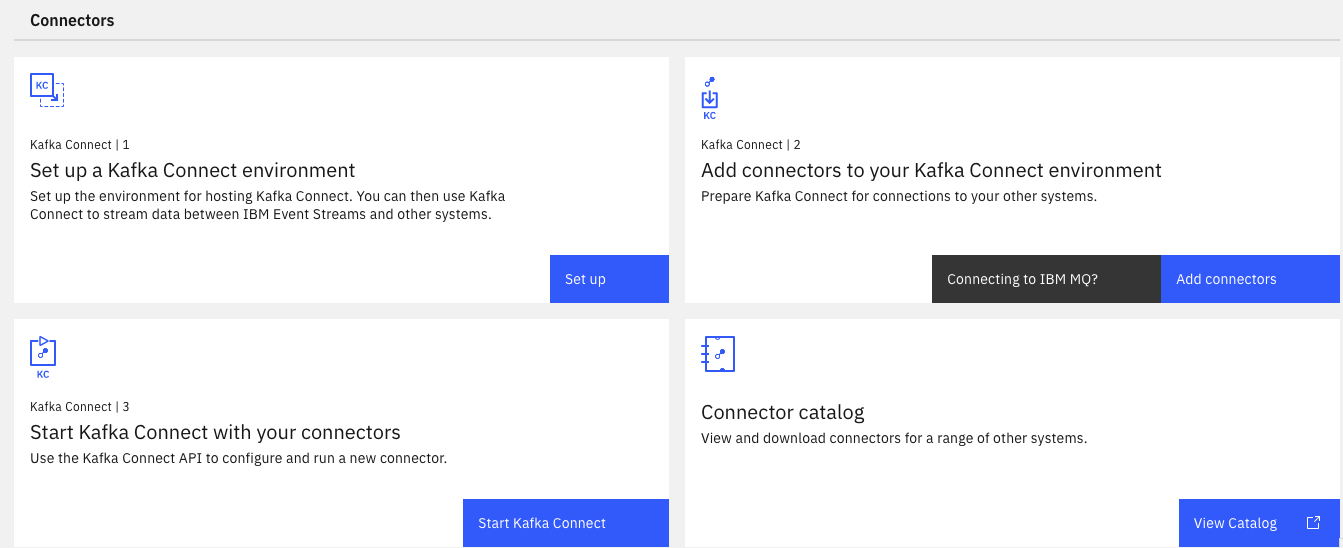 Connectors
KC
Kafka Connect | 1
Set up a Kafka Connect environment
Set up the environment for hosting Kafka Connect. You can then use Kafka
Connect to stream data between IBM Event Streams and other systems.
Set up
KC
Kafka Connect | 2
Add connectors to your Kafka Connect environment
Prepare Kafka Connect for connections to your other systems.
Connecting to IBM MQ?
Add connectors
KC
Kafka Connect | 3
Start Kafka Connect with your connectors
Use the Kafka Connect API to configure and run a new connector.
Start Kafka Connect
Connector catalog
View and download connectors for a range of other systems.
View Catalog